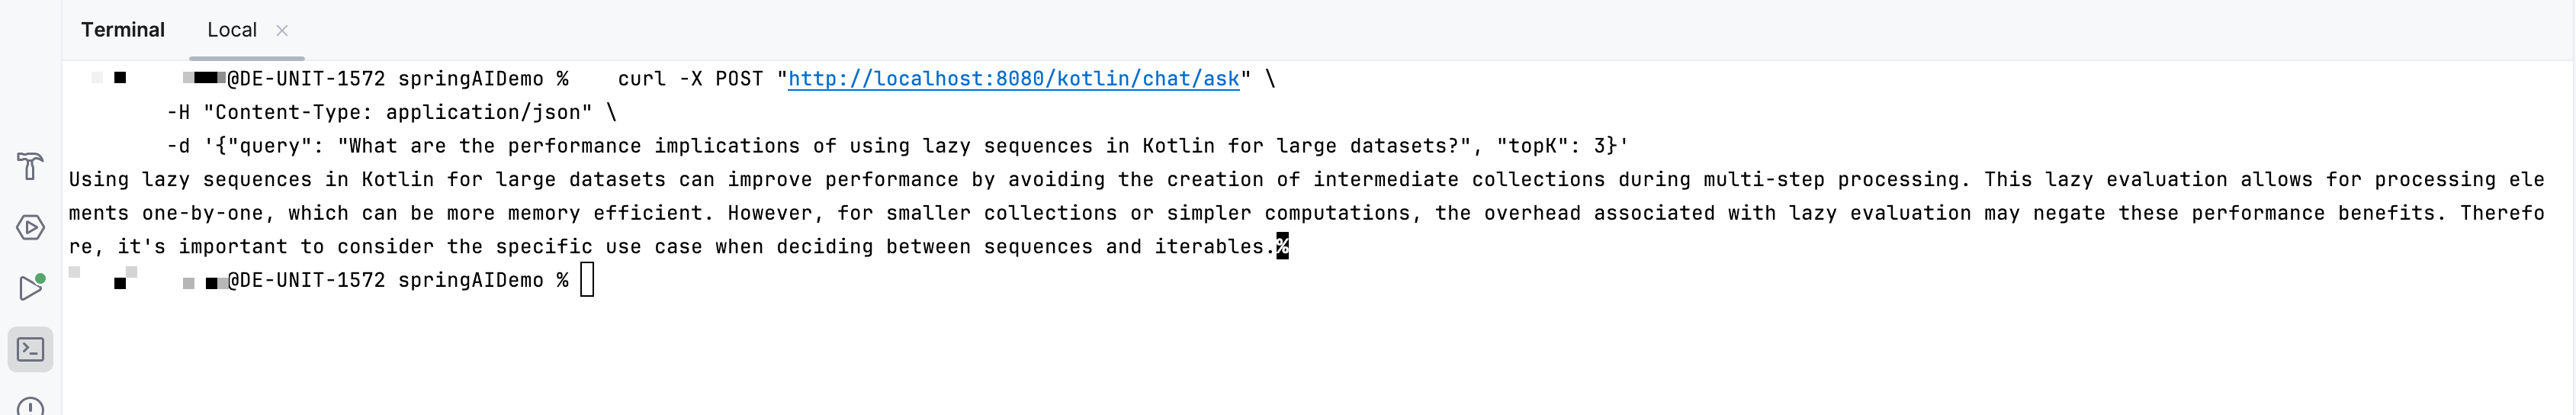 Terminal Local
@DE-UNIT-1572 springAIDemo % curl -X POST "http://localhost:8080/kotlin/chat/ask" \
-H "Content-Type: application/json" \
-d '{"query": "What are the performance implications of using lazy sequences in Kotlin for large datasets?", "topK": 3}'
Using lazy sequences in Kotlin for large datasets can improve performance by avoiding the creation of intermediate collections during multi-step processing. This lazy evaluation allows for processing ele
ments one-by-one, which can be more memory efficient. However, for smaller collections or simpler computations, the overhead associated with lazy evaluation may negate these performance benefits. Therefo
re, it's important to consider the specific use case when deciding between sequences and iterables.%
@DE-UNIT-1572 springAIDemo %